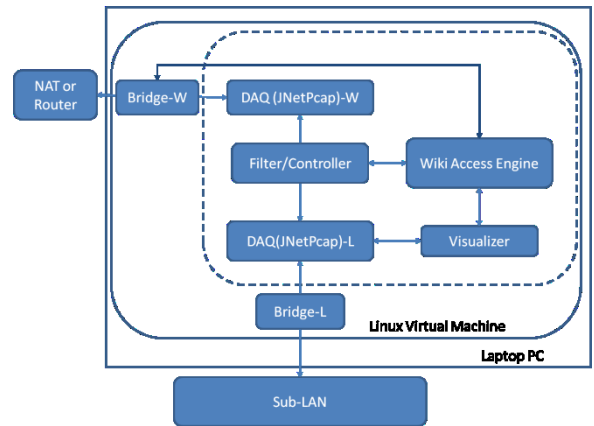 NAT or
Router
Bridge-W
DAQ (JNetPcap)-W
Filter/Controller
Wiki Access Engine
DAQ(JNetPcap)-L
Visualizer
Bridge-L
Linux Virtual Machine
Laptop PC
Sub-LAN